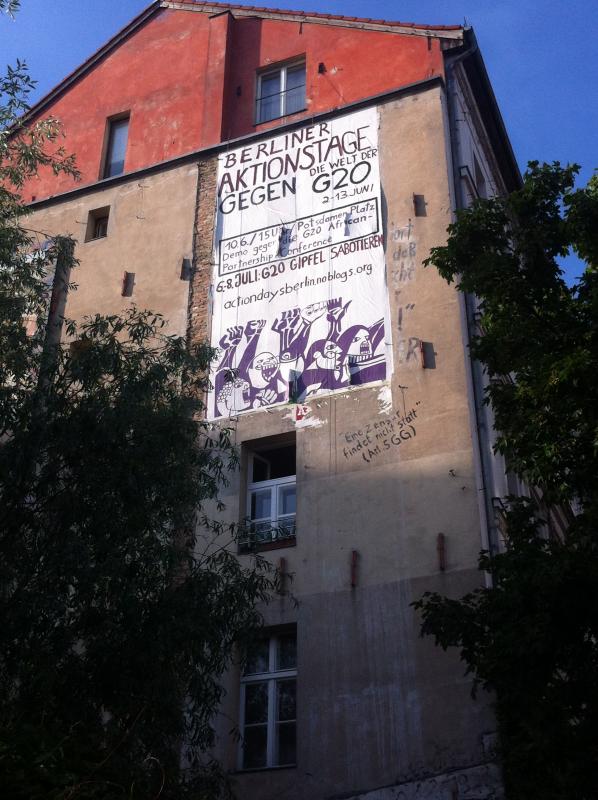 BERLINER
AKTIONSTAGE
GEGEN DIE WELT DER
G20
2-13.JUNI
10.6./15UHR Potsdamer Platz
Demo gegen die G20 African-
Partnership-Conference
6-8. JULI: G20 GIPFEL SABOTIEREN
actiondaysberlin.noblogs.org
"Eine Zensur
findet nicht statt"
(Art. 5 GG)